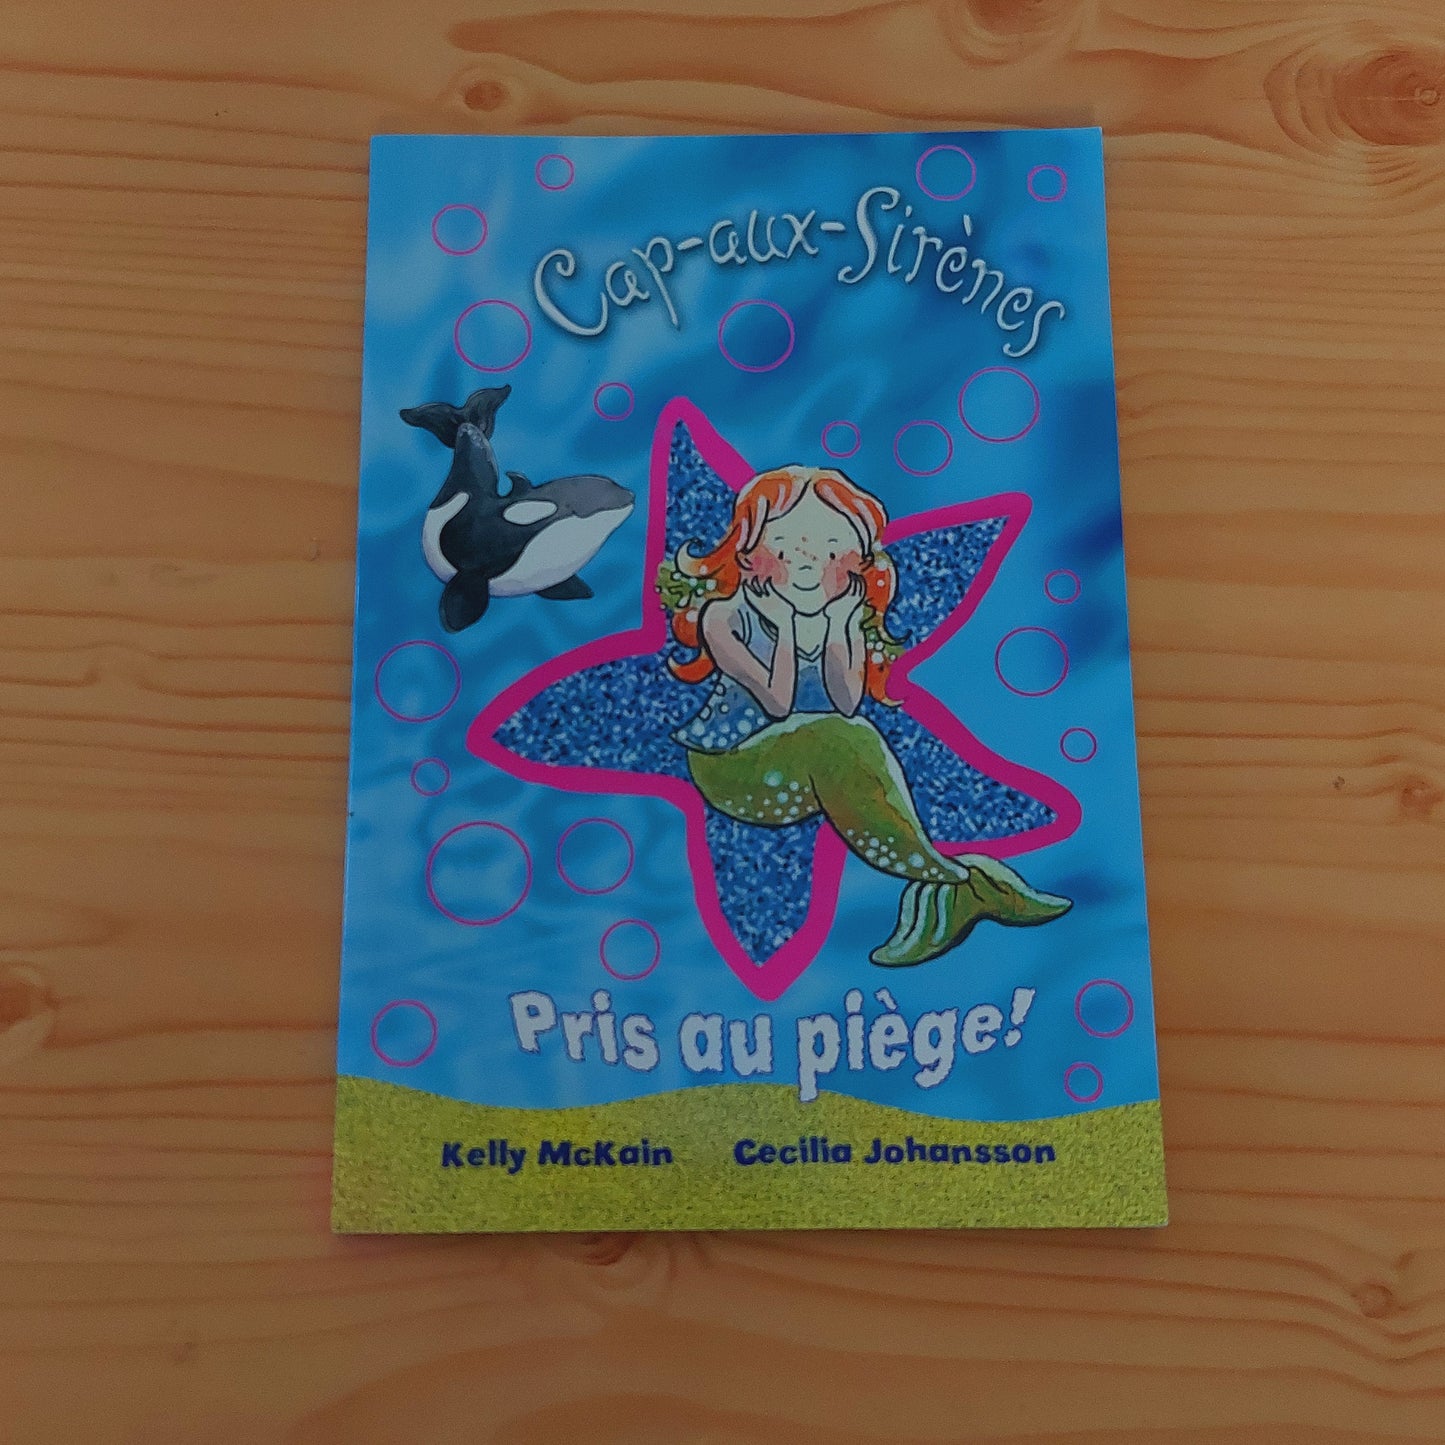 Cap-aux-Sirènes
Pris au piège!
Kelly McKain Cecilia Johansson